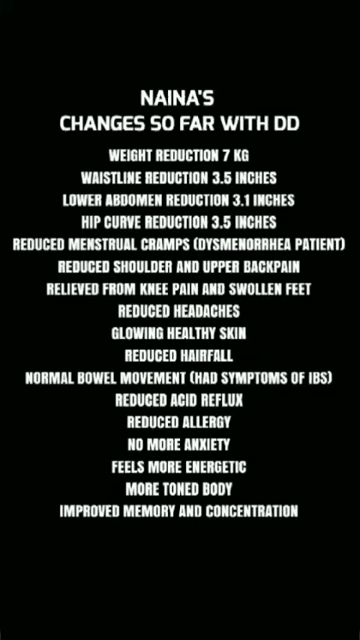 NAINA'S
CHANGES SO FAR WITH DD
WEIGHT REDUCTION 7 KG
WAISTLINE REDUCTION 3.5 INCHES
LOWER ABDOMEN REDUCTION 3.1 INCHES
HIP CURVE REDUCTION 3.5 INCHES
REDUCED MENSTRUAL CRAMPS (DYSMENORRHEA PATIENT)
REDUCED SHOULDER AND UPPER BACKPAIN
RELIEVED FROM KNEE PAIN AND SWOLLEN FEET
REDUCED HEADACHES
GLOWING HEALTHY SKIN
REDUCED HAIRFALL
NORMAL BOWEL MOVEMENT (HAD SYMPTOMS OF IBS)
REDUCED ACID REFLUX
REDUCED ALLERGY
NO MORE ANXIETY
FEELS MORE ENERGETIC
MORE TONED BODY
IMPROVED MEMORY AND CONCENTRATION